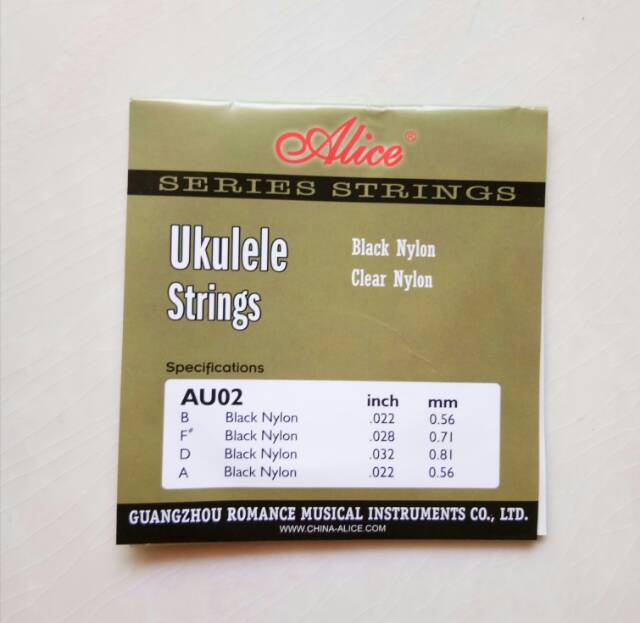 Alice®
SERIES STRINGS
Ukulele
Strings
Black Nylon
Clear Nylon
Specifications
AU02 inch mm
B Black Nylon .022 0.56
F# Black Nylon .028 0.71
D Black Nylon .032 0.81
A Black Nylon .022 0.56
GUANGZHOU ROMANCE MUSICAL INSTRUMENTS CO., LTD.
WWW.CHINA-ALICE.COM